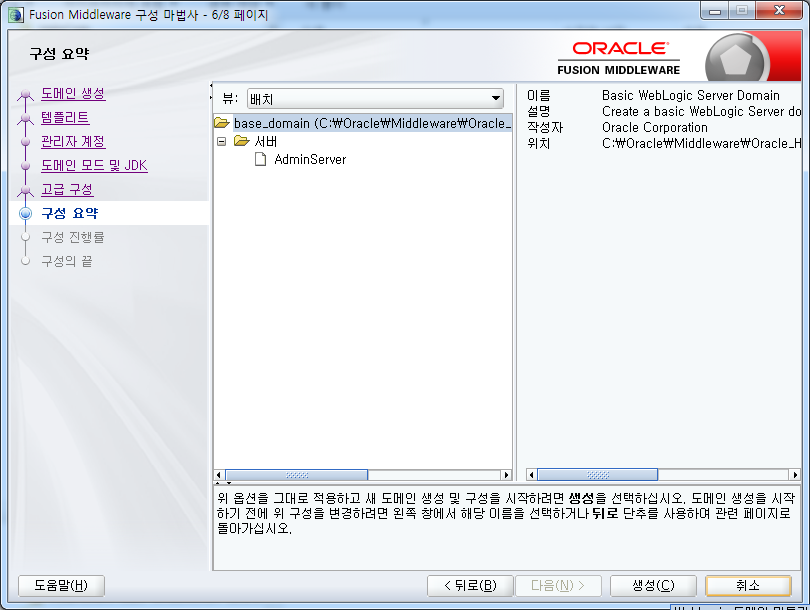 Fusion Middleware 구성 마법사 - 6/8 페이지
구성 요약
ORACLE
FUSION MIDDLEWARE
도메인 생성
템플리트
관리자 계정
도메인 모드 및 JDK
고급 구성
구성 요약
구성 진행률
구성의 끝
뷰: 배치
base_domain (C:₩Oracle₩Middleware₩Oracle_
서버
AdminServer
이름 Basic WebLogic Server Domain
설명 Create a basic WebLogic Server do
작성자 Oracle Corporation
위치 C:₩Oracle₩Middleware₩Oracle_H
위 옵션을 그대로 적용하고 새 도메인 생성 및 구성을 시작하려면 생성을 선택하십시오. 도메인 생성을 시작
하기 전에 위 구성을 변경하려면 왼쪽 창에서 해당 이름을 선택하거나 뒤로 단추를 사용하여 관련 페이지로
돌아가십시오.
도움말(H) < 뒤로(B) 다음(N) > 생성(C) 취소